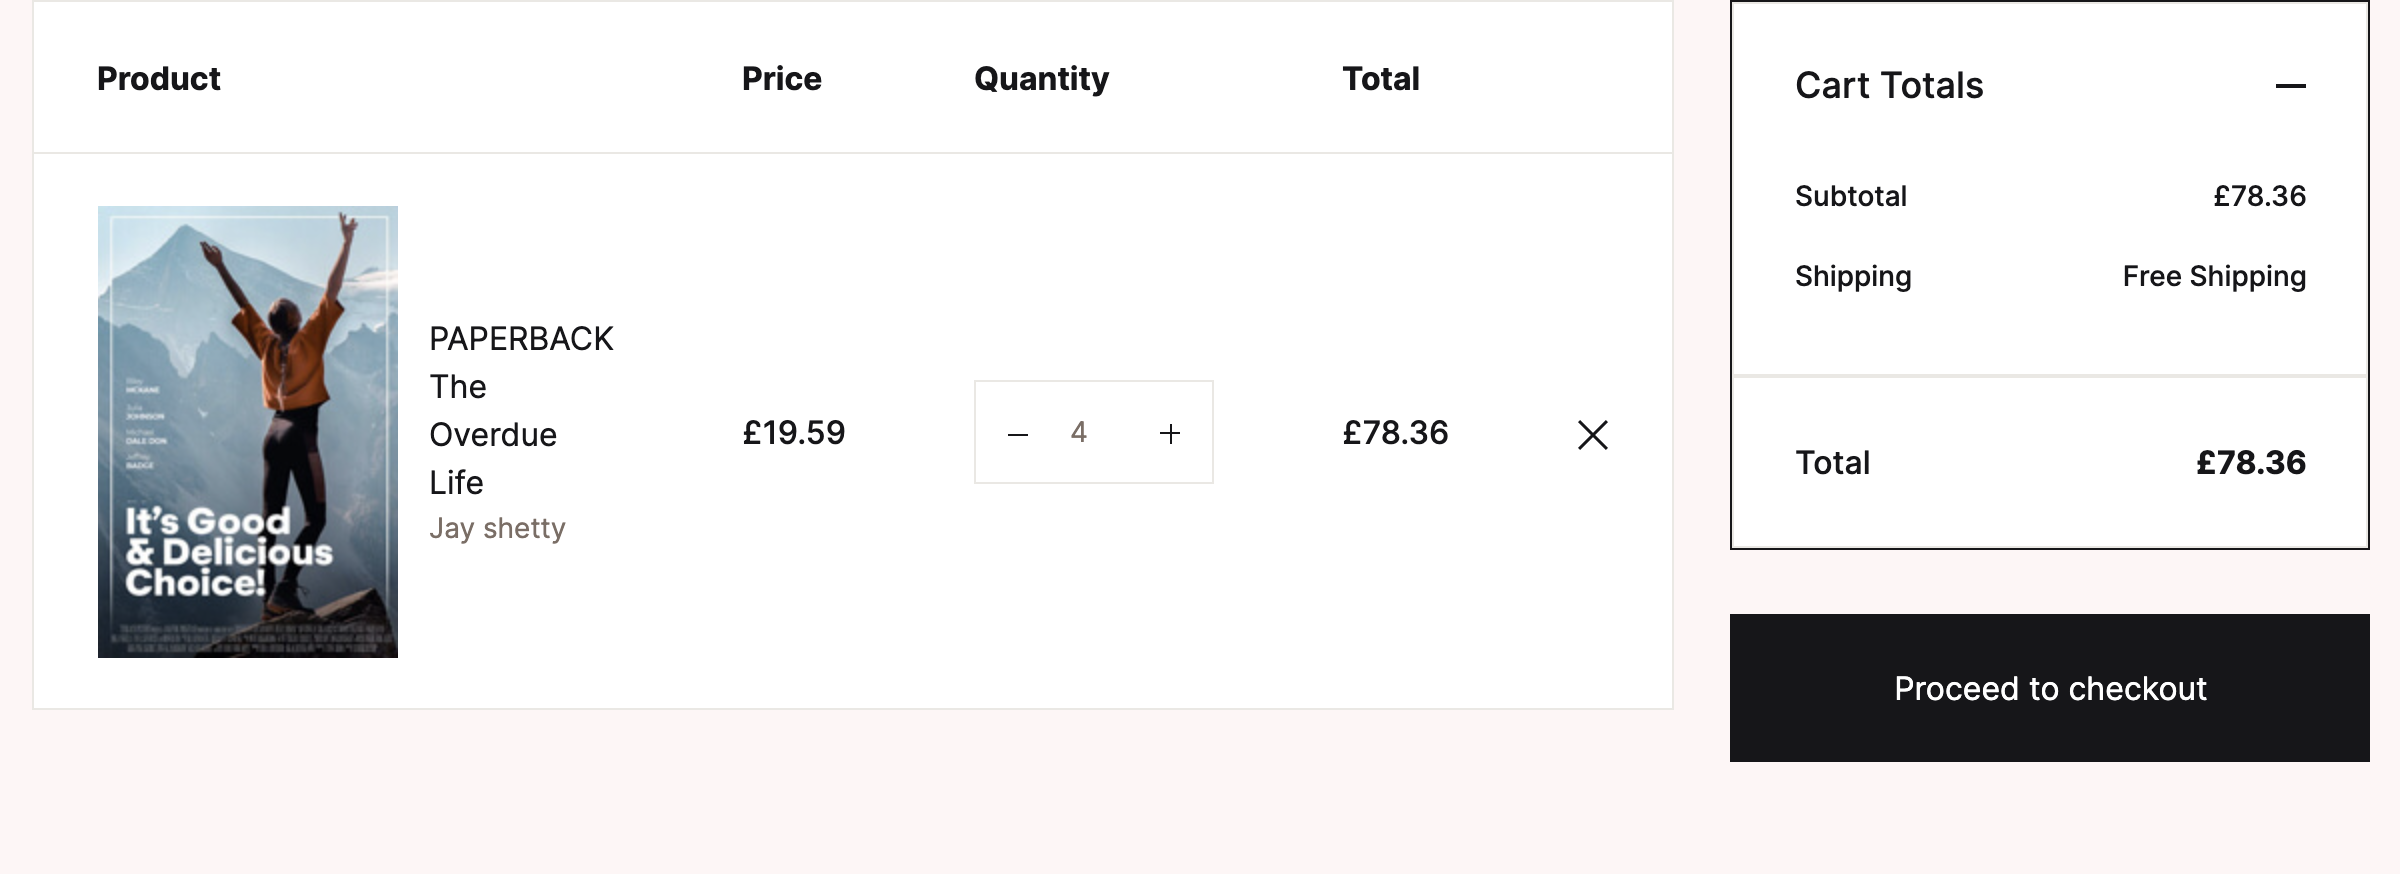 Product Price Quantity Total
PAPERBACK
The
Overdue
Life
Jay shetty
£19.59
4
£78.36
It's Good
& Delicious
Choice!
Cart Totals
Subtotal £78.36
Shipping Free Shipping
Total £78.36
Proceed to checkout